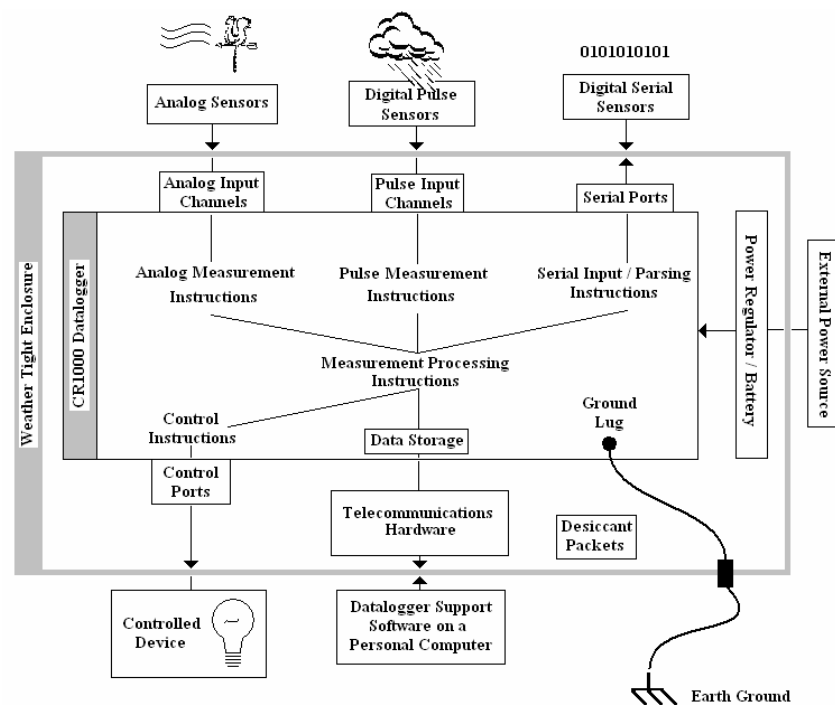 0101010101
Analog Sensors
Digital Pulse
Sensors
Digital Serial
Sensors
Analog Input
Channels
Pulse Input
Channels
Serial Ports
Weather Tight Enclosure
CR1000 Datalogger
Analog Measurement
Instructions
Pulse Measurement
Instructions
Serial Input / Parsing
Instructions
Power Regulator / Battery
External Power Source
Measurement Processing
Instructions
Control
Instructions
Data Storage
Ground
Lug
Control
Ports
Telecommunications
Hardware
Desiccant
Packets
Controlled
Device
Datalogger Support
Software on a
Personal Computer
Earth Ground